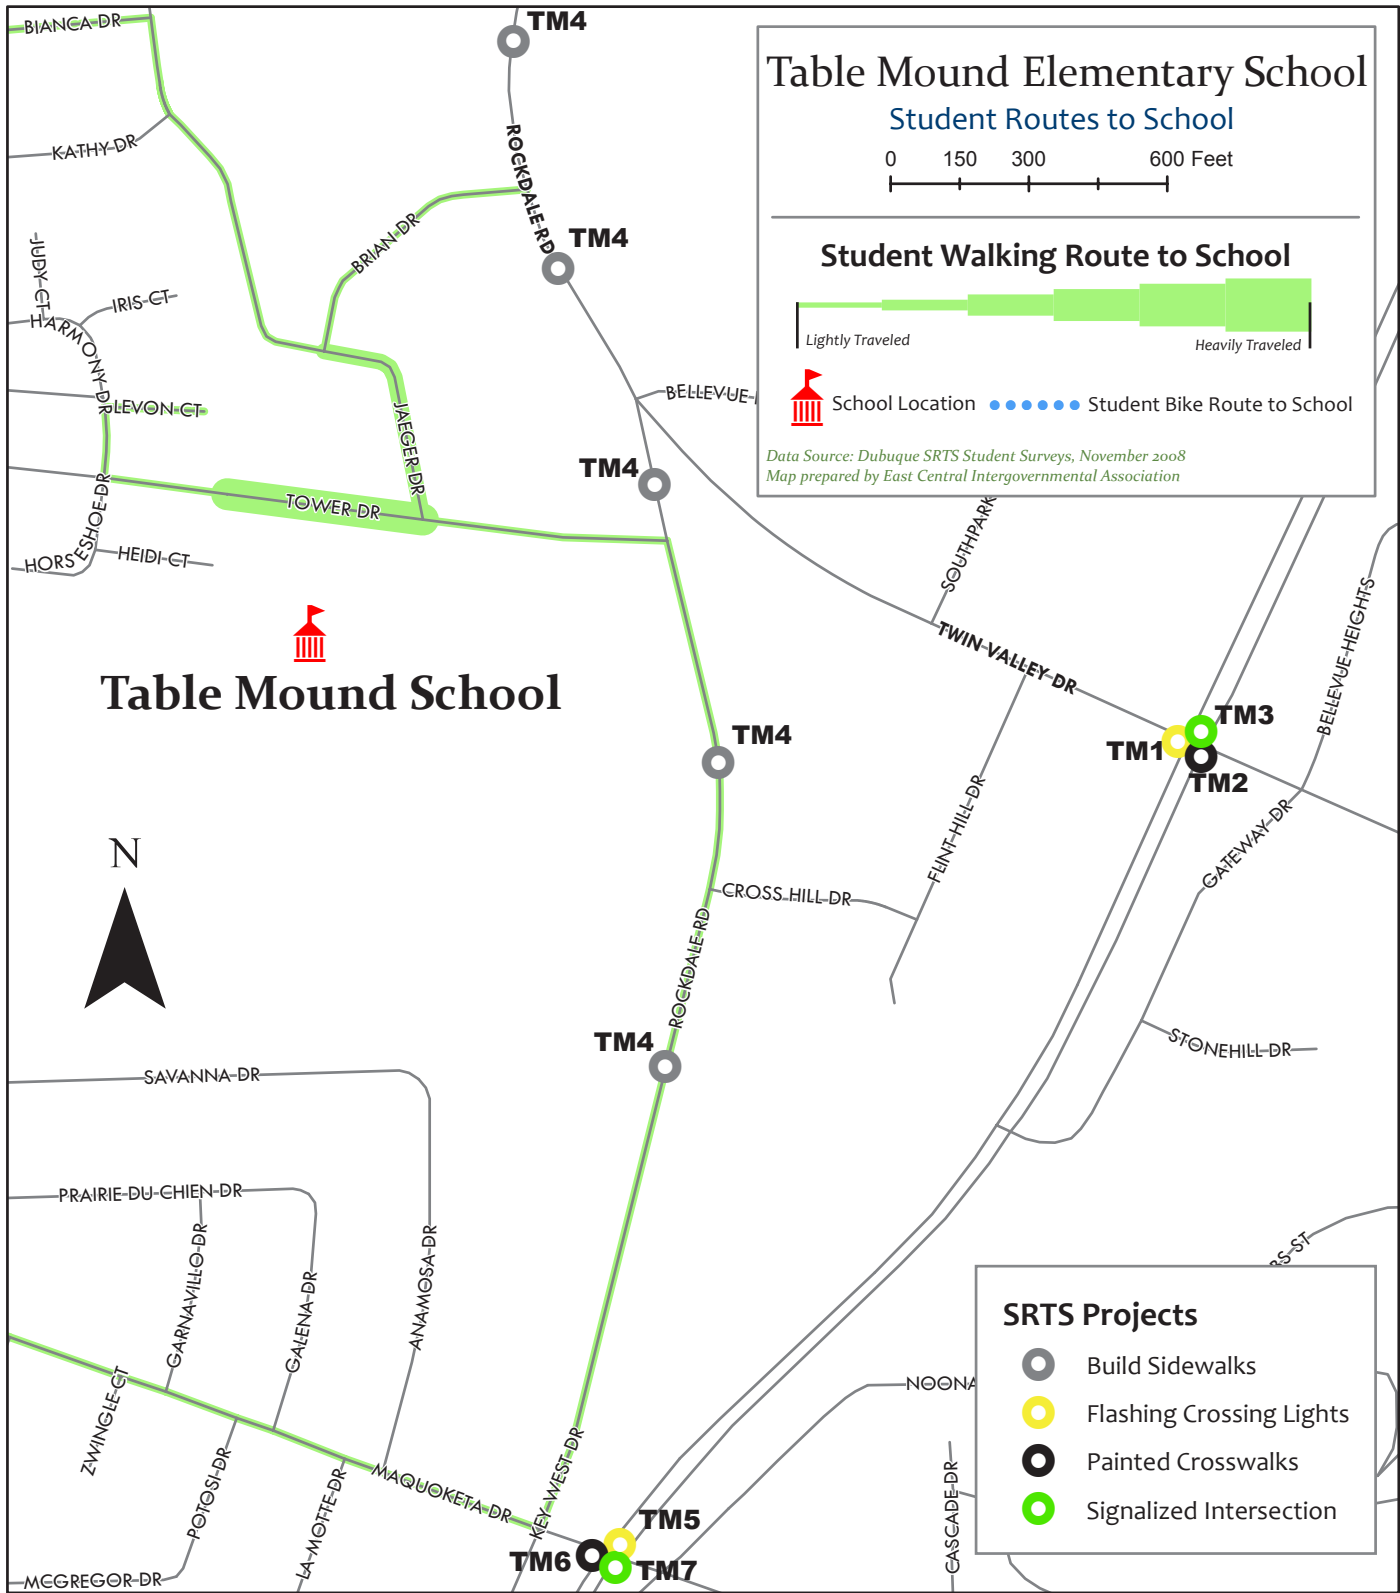 Table Mound Elementary School
Student Routes to School
0 150 300 600 Feet
Student Walking Route to School
Lightly Traveled
Heavily Traveled
School Location
Student Bike Route to School
Data Source: Dubuque SRTS Student Surveys, November 2008
Map prepared by East Central Intergovernmental Association
BIANCA DR
TM4
KATHY DR
ROCKDALE RD
BRIAN DR
TM4
JUDY CT
IRIS CT
HARMONY DR
LEVON CT
JAEGER DR
BELLEVUE
TM4
TOWER DR
HORSESHOE DR
HEIDI CT
SOUTHPARK
TWIN VALLEY DR
BELLEVUE HEIGHTS
Table Mound School
TM4
TM3
TM1
TM2
FLINT HILL DR
GATEWAY DR
N
CROSS HILL DR
ROCKDALE RD
TM4
STONEHILL DR
SAVANNA DR
PRAIRIE DU CHIEN DR
GARNAVILLO DR
GALENA DR
ANAMOSA DR
RS ST
ZWINGLE CT
POTOSI DR
LA MOTTE DR
MAQUOKETA DR
KEY WEST DR
NOONA
CASCADE DR
MCGREGOR DR
TM5
TM6
TM7
SRTS Projects
Build Sidewalks
Flashing Crossing Lights
Painted Crosswalks
Signalized Intersection